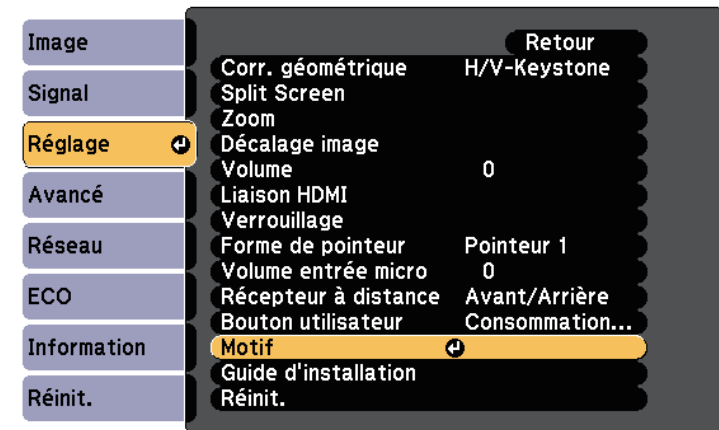 Image
Signal
Réglage
Avancé
Réseau
ECO
Information
Réinit.
Retour
Corr. géométrique H/V-Keystone
Split Screen
Zoom
Décalage image
Volume 0
Liaison HDMI
Verrouillage
Forme de pointeur Pointeur 1
Volume entrée micro 0
Récepteur à distance Avant/Arrière
Bouton utilisateur Consommation...
Motif
Guide d'installation
Réinit.